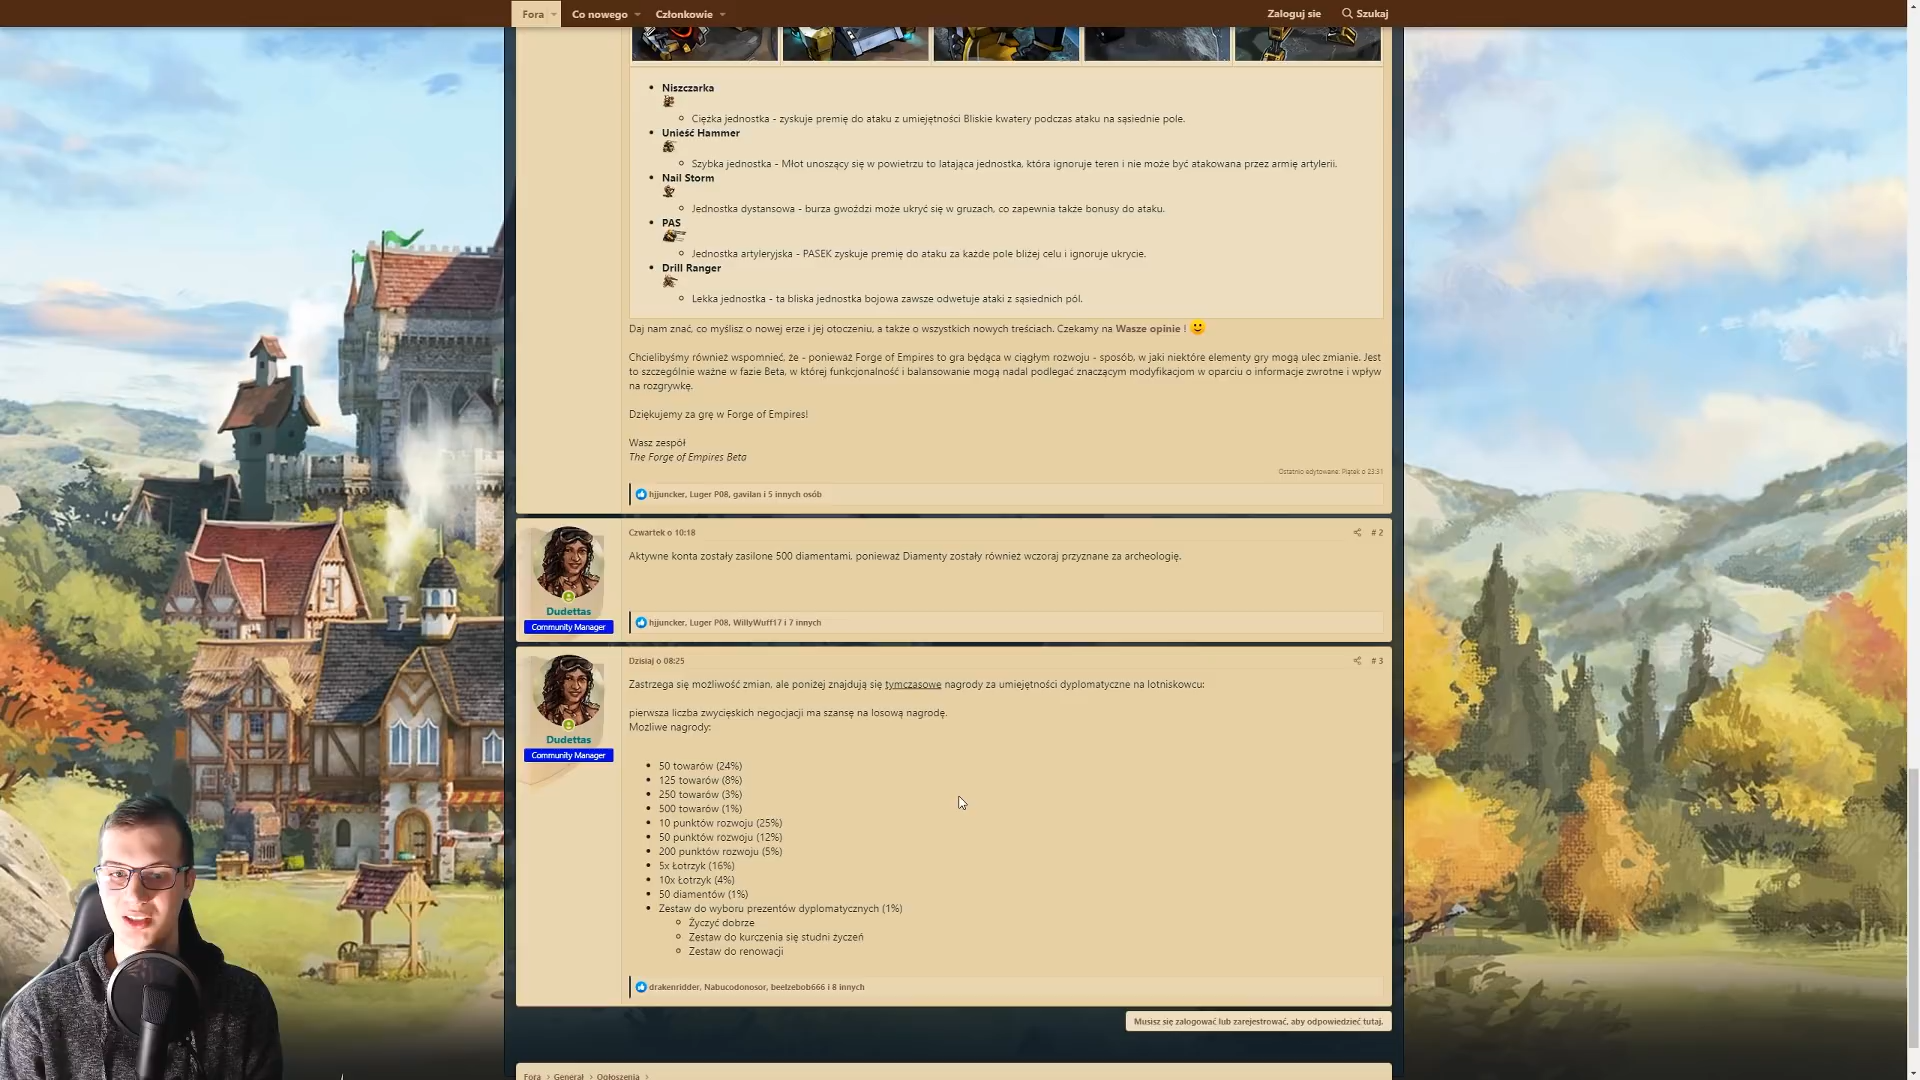 Fora
Co nowego
Członkowie
Zaloguj sie
Szukaj
Niszczarka
Ciężka jednostka - zyskuje premię do ataku z umiejętności Bliskie kwatery podczas ataku na sąsiednie pole.
Unieść Hammer
Szybka jednostka - Młot unoszący się w powietrzu to latająca jednostka, która ignoruje teren i nie może być atakowana przez armię artylerii.
Nail Storm
Jednostka dystansowa - burza gwoździ może ukryć się w gruzach, co zapewnia także bonusy do ataku.
PAS
Jednostka artyleryjska - PASEK zyskuje premię do ataku za każde pole bliżej celu i ignoruje ukrycie.
Drill Ranger
Lekka jednostka - ta bliska jednostka bojowa zawsze odwetuje ataki z sąsiednich pól.
Daj nam znać, co myślisz o nowej erze i jej otoczeniu, a także o wszystkich nowych treściach. Czekamy na Wasze opinie !
Chcielibyśmy również wspomnieć, że - ponieważ Forge of Empires to gra będąca w ciągłym rozwoju - sposób, w jaki niektóre elementy gry mogą ulec zmianie. Jest
to szczególnie ważne w fazie Beta, w której funkcjonalność i balansowanie mogą nadal podlegać znaczącym modyfikacjom w oparciu o informacje zwrotne i wpływ
na rozgrywkę.
Dziękujemy za grę w Forge of Empires!
Wasz zespół
The Forge of Empires Beta
Ostatnio edytowane: Piątek o 23:31
hjjuncker, Luger P08, gavilan i 5 innych osób
Czwartek o 10:18
# 2
Aktywne konta zostały zasilone 500 diamentami, ponieważ Diamenty zostały również wczoraj przyznane za archeologię.
Dudettas
Community Manager
hjjuncker, Luger P08, WillyWuff17 i 7 innych
Dzisiaj o 08:25
# 3
Zastrzega się możliwość zmian, ale poniżej znajdują się tymczasowe nagrody za umiejętności dyplomatyczne na lotniskowcu:
pierwsza liczba zwycięskich negocjacji ma szansę na losową nagrodę.
Możliwe nagrody:
Dudettas
Community Manager
50 towarów (24%)
125 towarów (8%)
250 towarów (3%)
500 towarów (1%)
10 punktów rozwoju (25%)
50 punktów rozwoju (12%)
200 punktów rozwoju (5%)
5x Łotrzyk (16%)
10x Łotrzyk (4%)
50 diamentów (1%)
Zestaw do wyboru prezentów dyplomatycznych (1%)
Życzyć dobrze
Zestaw do kurczenia się studni życzeń
Zestaw do renowacji
drakenridder, Nabucodonosor, beelzebob666 i 8 innych
Musisz się zalogować lub zarejestrować, aby odpowiedzieć tutaj.
Fora
Generał
Ogłoszenia